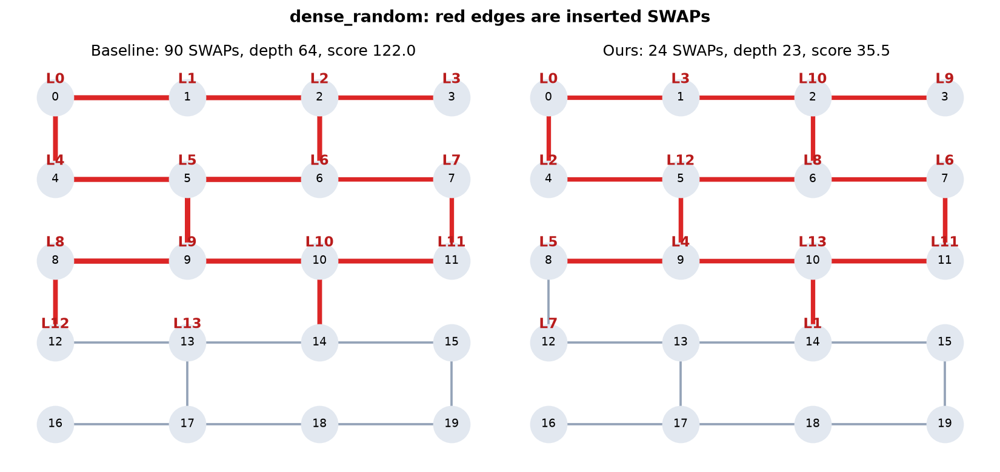 dense_random: red edges are inserted SWAPs
Baseline: 90 SWAPs, depth 64, score 122.0
L0 L1 L2 L3
0 1 2 3
L4 L5 L6 L7
4 5 6 7
L8 L9 L10 L11
8 9 10 11
L12 L13
12 13 14 15
16 17 18 19
Ours: 24 SWAPs, depth 23, score 35.5
L0 L3 L10 L9
0 1 2 3
L2 L12 L8 L6
4 5 6 7
L5 L4 L13 L11
8 9 10 11
L7 L1
12 13 14 15
16 17 18 19